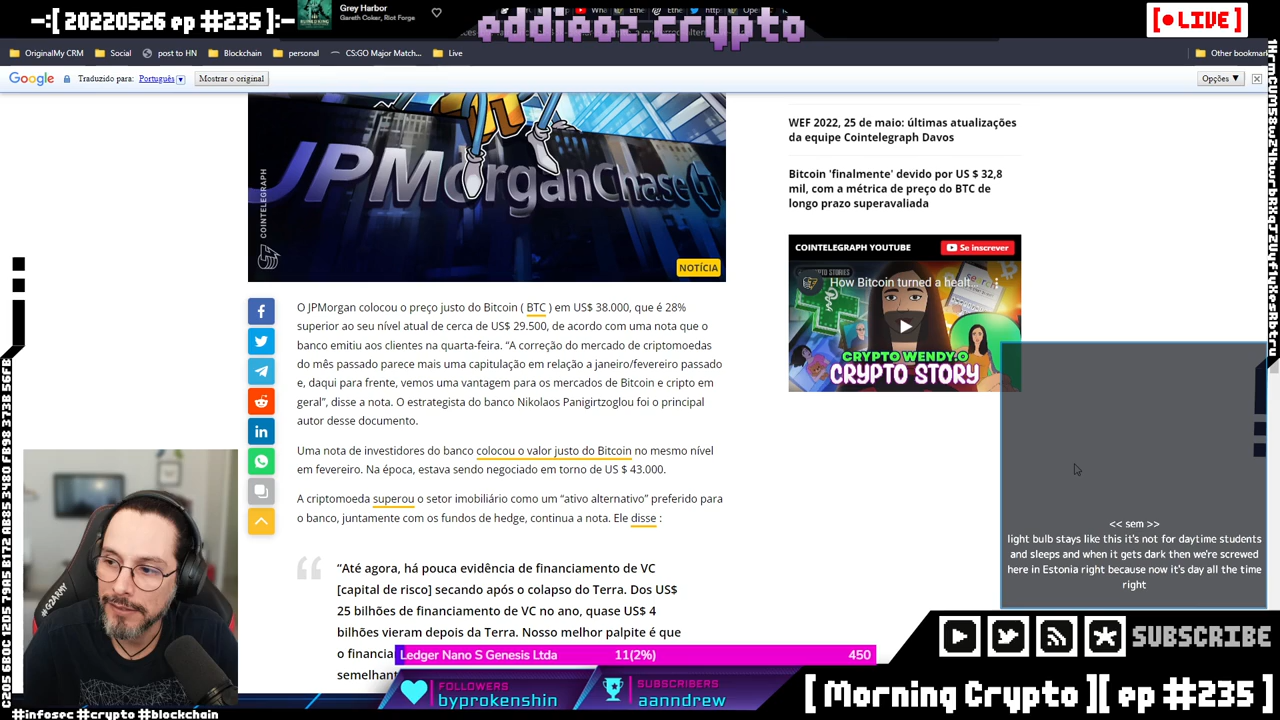 -:[ 20220526 ep #235 ]:-
Grey Harbor
Gareth Coker, Riot Forge
eddieoz.crypto
[ LIVE ]
OriginalMy CRM
Social
post to HN
Blockchain
personal
CS:GO Major Match...
Live
Other bookmar
Google
Traduzido para: Português
Mostrar o original
Opções ▼
JPMorganChase
COINTELEGRAPH
NOTÍCIA
WEF 2022, 25 de maio: últimas atualizações
da equipe Cointelegraph Davos
Bitcoin 'finalmente' devido por US $ 32,8
mil, com a métrica de preço do BTC de
longo prazo supervaliada
COINTELEGRAPH YOUTUBE
Se inscrever
How Bitcoin turned a healt...
CRYPTO WENDY.O
CRYPTO STORY
O JPMorgan colocou o preço justo do Bitcoin ( BTC ) em US$ 38.000, que é 28%
superior ao seu nível atual de cerca de US$ 29.500, de acordo com uma nota que o
banco emitiu aos clientes na quarta-feira. “A correção do mercado de criptomoedas
do mês passado parece mais uma capitulação em relação a janeiro/fevereiro passado
e, daqui para frente, vemos uma vantagem para os mercados de Bitcoin e cripto em
geral”, disse a nota. O estrategista do banco Nikolaos Panigirtzoglou foi o principal
autor desse documento.
Uma nota de investidores do banco colocou o valor justo do Bitcoin no mesmo nível
em fevereiro. Na época, estava sendo negociado em torno de US $ 43.000.
A criptomoeda superou o setor imobiliário como um “ativo alternativo” preferido para
o banco, juntamente com os fundos de hedge, continua a nota. Ele disse :
“Até agora, há pouca evidência de financiamento de VC
[capital de risco] secando após o colapso do Terra. Dos US$
25 bilhões de financiamento de VC no ano, quase US$ 4
bilhões vieram depois da Terra. Nosso melhor palpite é que
o financia
semelhant
<< sem >>
light bulb stays like this it's not for daytime students
and sleeps and when it gets dark then we're screwed
here in Estonia right because now it's day all the time
right
#G2ARMY
Ledger Nano S Genesis Ltda
11(2%)
450
FOLLOWERS
byprokenshin
SUBSCRIBERS
aanndrew
SUBSCRIBE
[ Morning Crypto ][ ep #235 ]
#infosec #crypto #blockchain